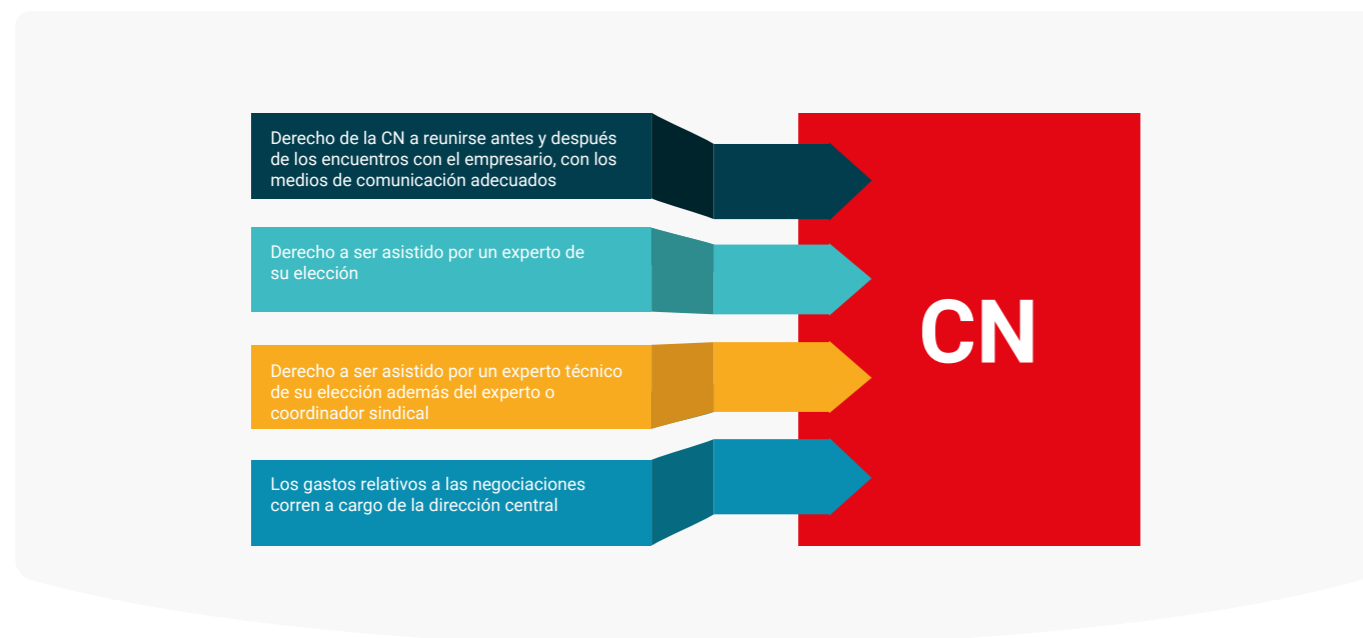 Derecho de la CN a reunirse antes y después
de los encuentros con el empresario, con los
medios de comunicación adecuados
Derecho a ser asistido por un experto de
su elección
Derecho a ser asistido por un experto técnico
de su elección además del experto o
coordinador sindical
Los gastos relativos a las negociaciones
corren a cargo de la dirección central
CN